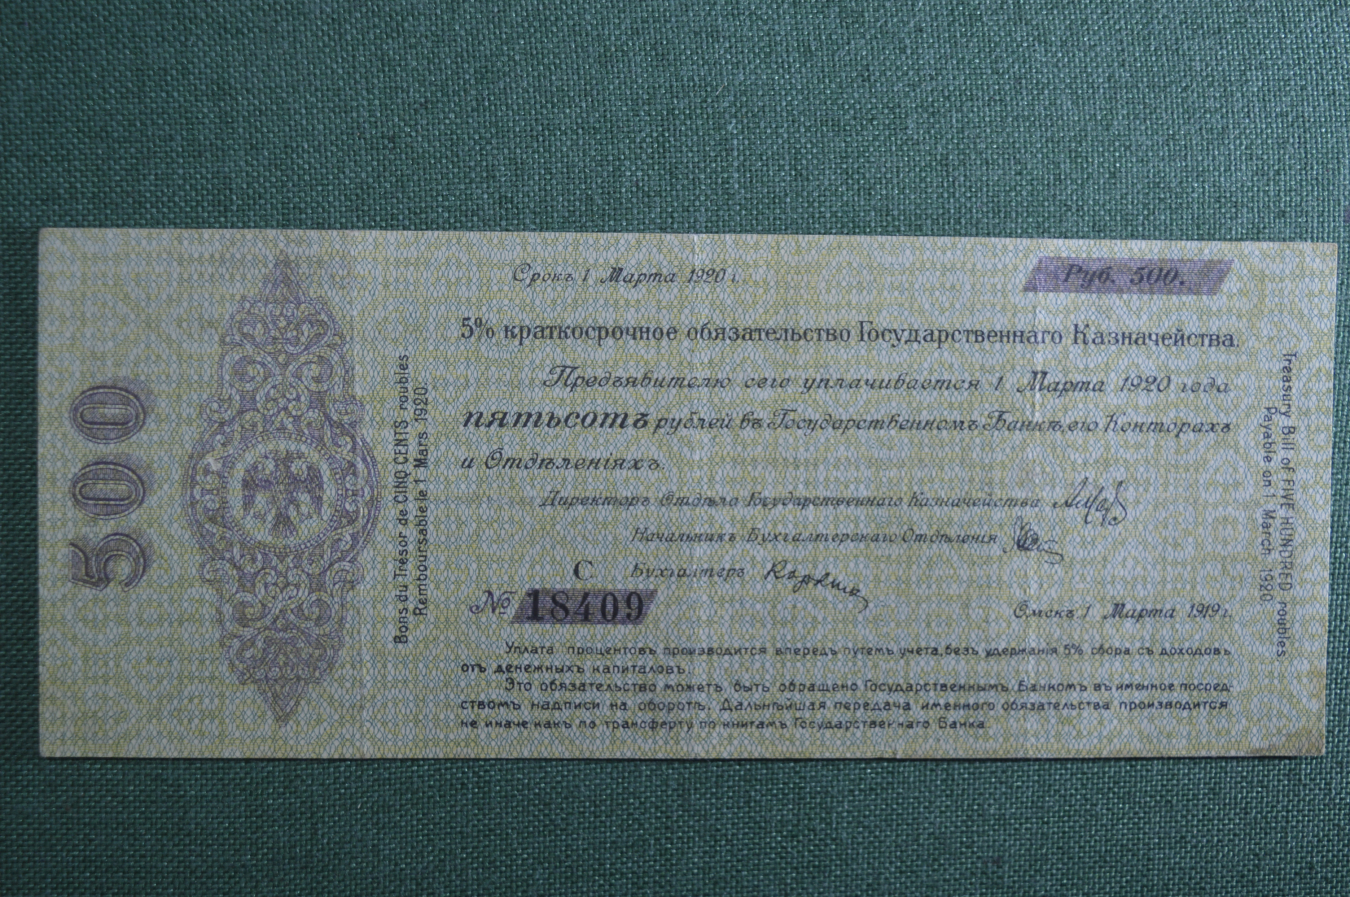 500
Bons du Tresor de CINQ CENTS roubles
Remboursable le 1 Mars 1920.
Срокъ 1 Марта 1920 г.
Руб. 500.
5% краткосрочное обязательство Государственнаго Казначейства.
Предъявителю сего уплачивается 1 Марта 1920 года
пятьсотъ рублей въ Государственномъ Банкѣ, его Конторахъ
и Отдѣленіяхъ.
Директоръ Отдѣла Государственнаго Казначейства
Начальникъ Бухгалтерскаго Отдѣленія
С Бухгалтеръ
№ 18409
Омскъ 1 Марта 1919 г.
Уплата процентовъ производится впередъ путемъ учета, безъ удержанія 5% сбора съ доходовъ
отъ денежныхъ капиталовъ.
Это обязательство можетъ быть обращено Государственнымъ Банкомъ въ именное посред-
ствомъ надписи на оборотѣ. Дальнѣйшая передача именного обязательства производится
не иначе какъ по трансферту по книгамъ Государственнаго Банка.
Treasury Bill of FIVE HUNDRED roubles
Payable on 1 March 1920.